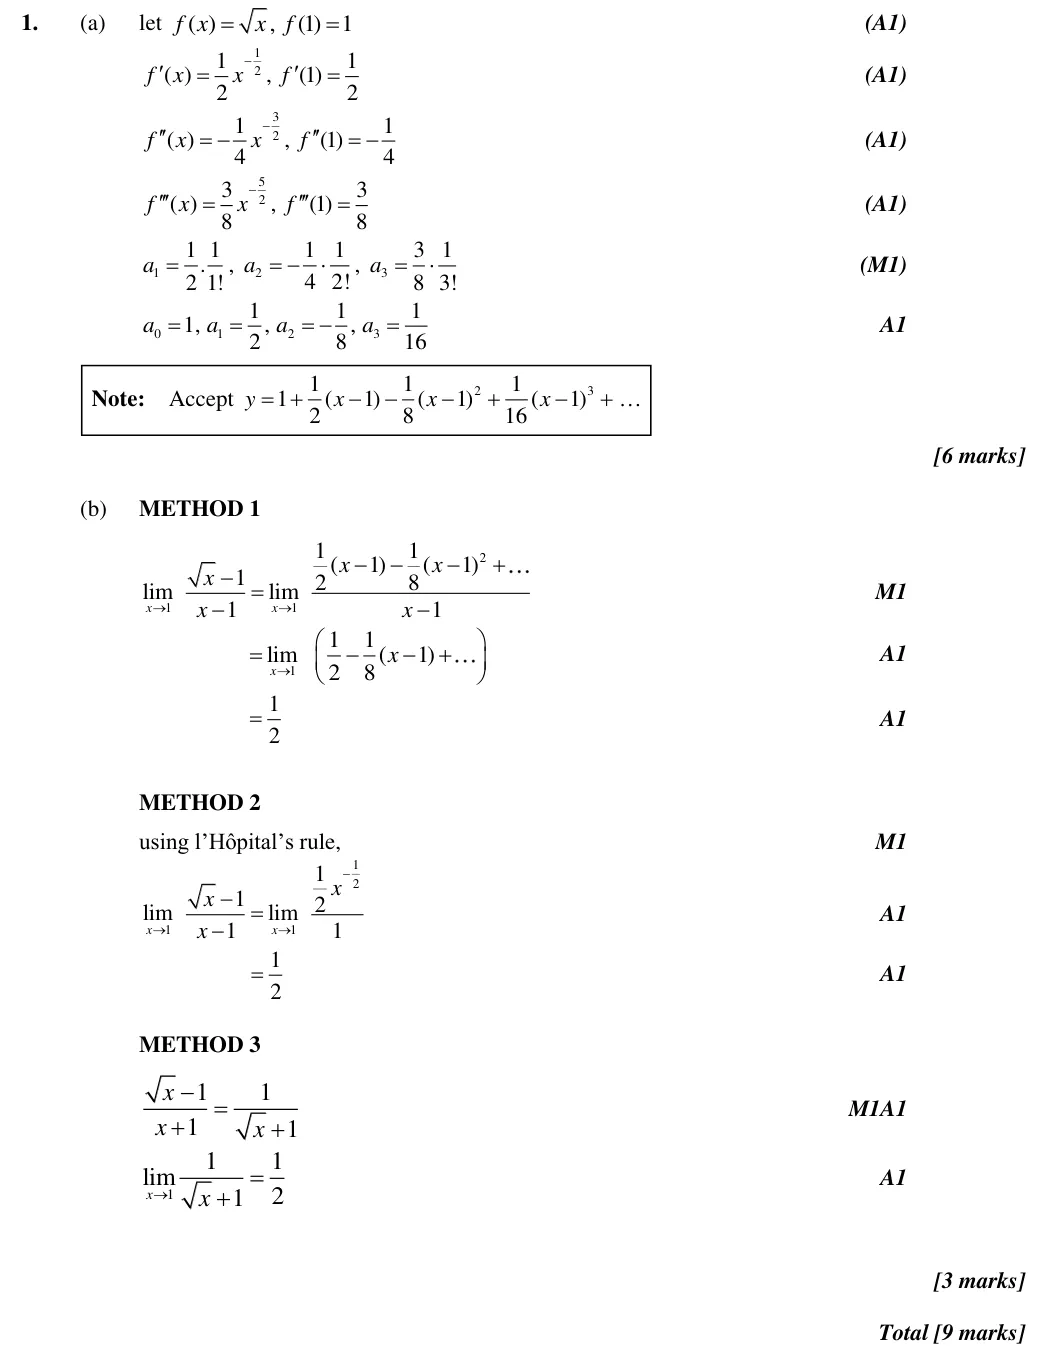 1. (a) let f(x) = √x, f(1) = 1 (A1)
f′(x) = 1/2 x^(−1/2), f′(1) = 1/2 (A1)
f″(x) = −1/4 x^(−3/2), f″(1) = −1/4 (A1)
f‴(x) = 3/8 x^(−5/2), f‴(1) = 3/8 (A1)
a₁ = 1/2 . 1/1!, a₂ = −1/4 · 1/2!, a₃ = 3/8 · 1/3! (M1)
a₀ = 1, a₁ = 1/2, a₂ = −1/8, a₃ = 1/16 A1
Note: Accept y = 1 + 1/2(x−1) − 1/8(x−1)² + 1/16(x−1)³ + …
[6 marks]
(b) METHOD 1
lim x→1 (√x − 1)/(x − 1) = lim x→1 (1/2(x−1) − 1/8(x−1)² + …)/(x − 1) M1
= lim x→1 (1/2 − 1/8(x−1) + …) A1
= 1/2 A1
METHOD 2
using l’Hôpital’s rule, M1
lim x→1 (√x − 1)/(x − 1) = lim x→1 (1/2 x^(−1/2))/1 A1
= 1/2 A1
METHOD 3
(√x − 1)/(x + 1) = 1/(√x + 1) M1A1
lim x→1 1/(√x + 1) = 1/2 A1
[3 marks]
Total [9 marks]